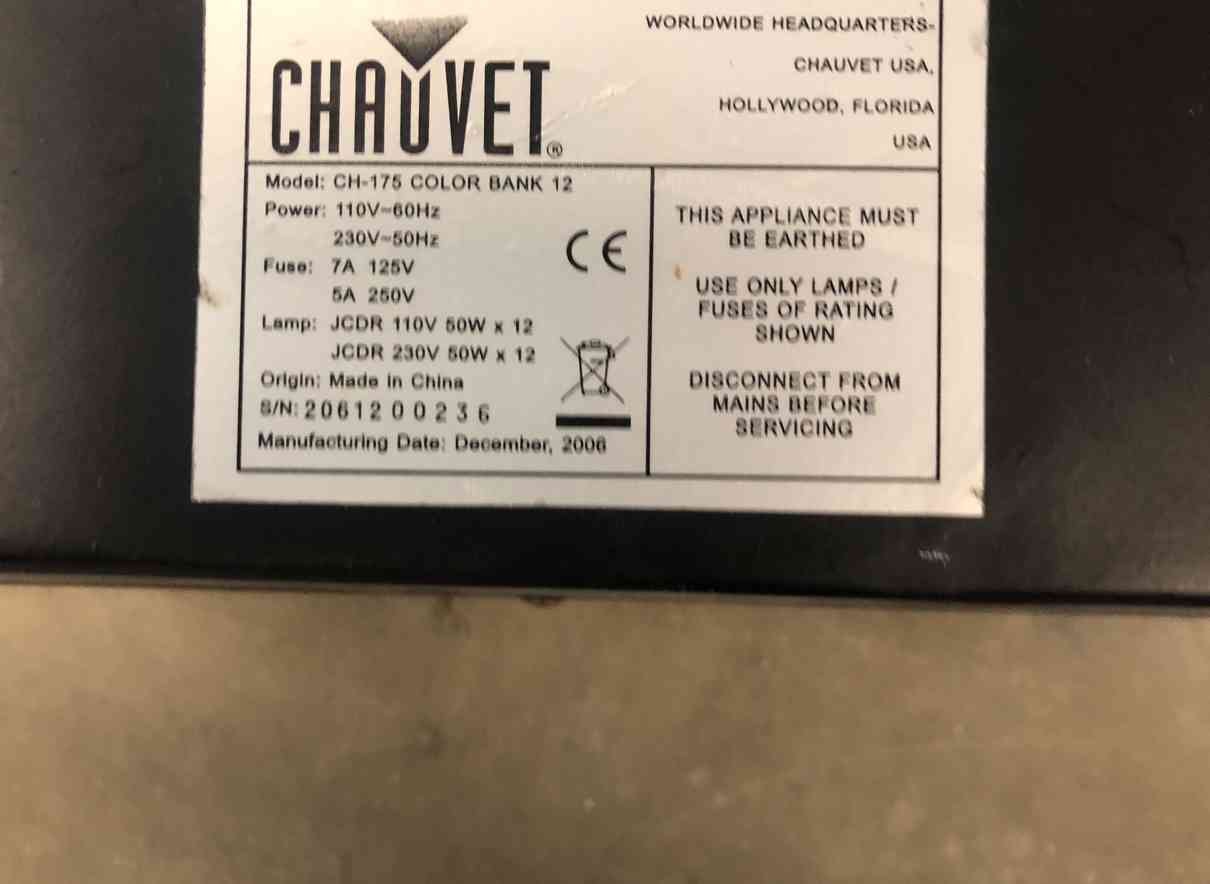 CHAUVET®
WORLDWIDE HEADQUARTERS-
CHAUVET USA,
HOLLYWOOD, FLORIDA
USA
Model: CH-175 COLOR BANK 12
Power: 110V~60Hz
230V~50Hz
Fuse: 7A 125V
5A 250V
Lamp: JCDR 110V 50W x 12
JCDR 230V 50W x 12
Origin: Made in China
S/N: 2061200236
Manufacturing Date: December, 2006
CE
THIS APPLIANCE MUST
BE EARTHED
USE ONLY LAMPS /
FUSES OF RATING
SHOWN
DISCONNECT FROM
MAINS BEFORE
SERVICING